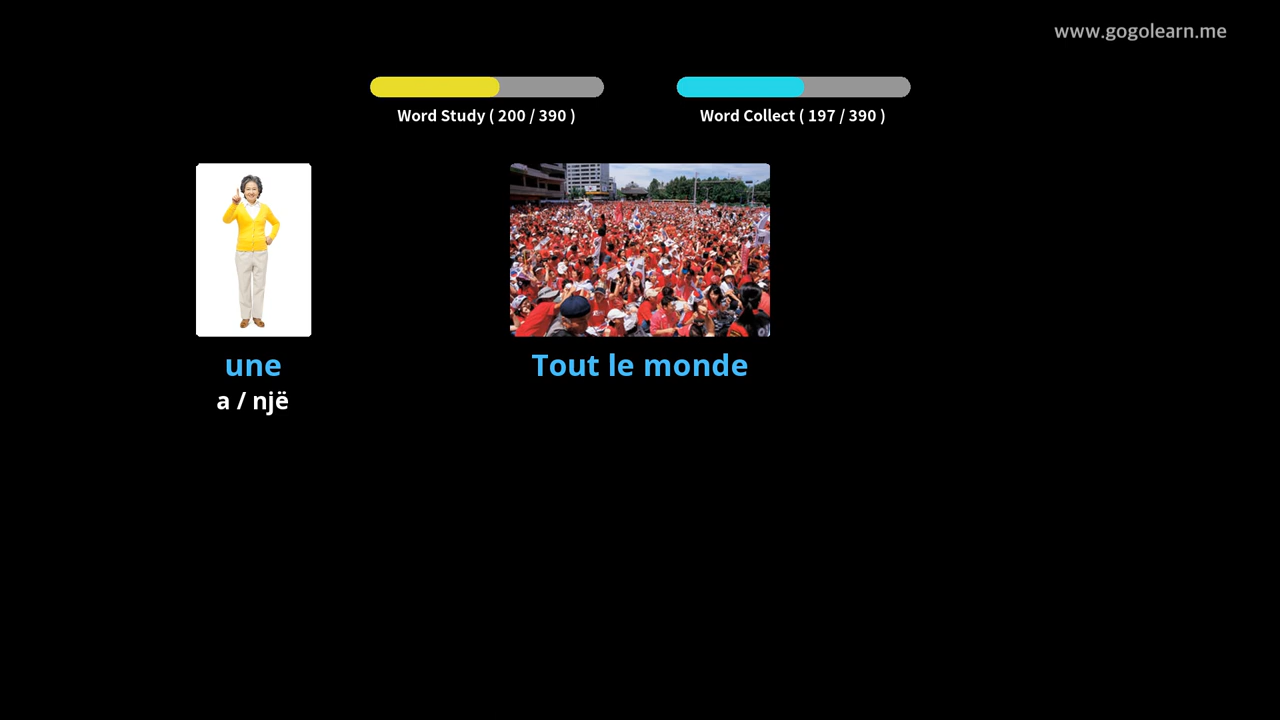 www.gogolearn.me
Word Study ( 200 / 390 )
Word Collect ( 197 / 390 )
une
a / një
Tout le monde